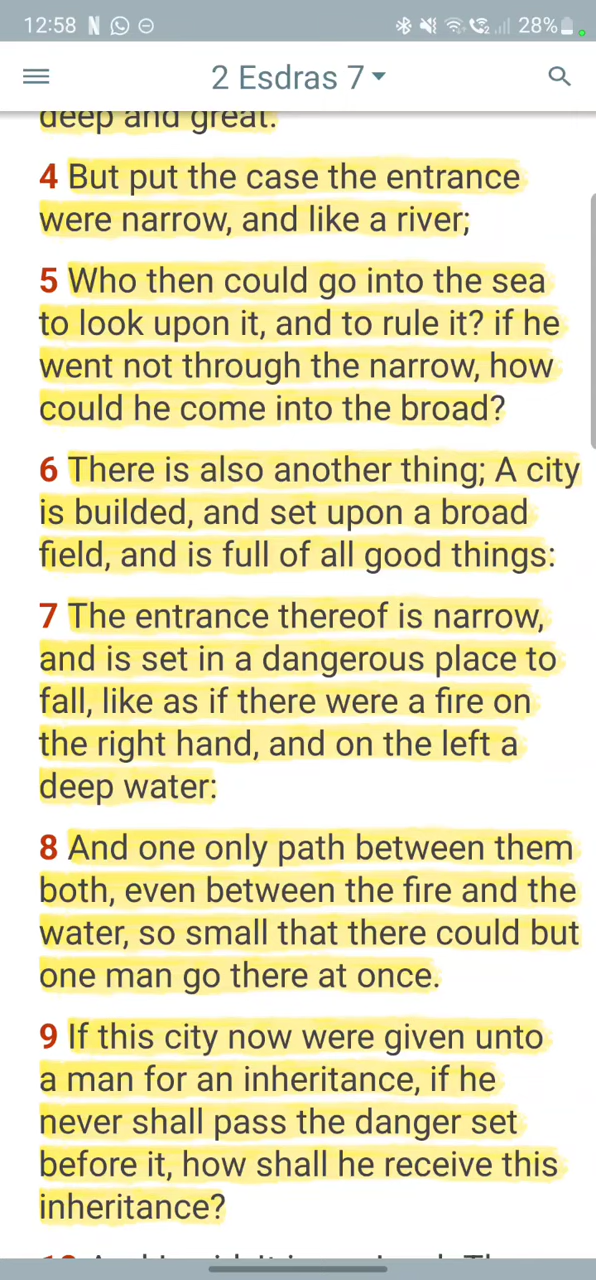 12:58 N 28%
2 Esdras 7
deep and great.
4 But put the case the entrance
were narrow, and like a river;
5 Who then could go into the sea
to look upon it, and to rule it? if he
went not through the narrow, how
could he come into the broad?
6 There is also another thing; A city
is builded, and set upon a broad
field, and is full of all good things:
7 The entrance thereof is narrow,
and is set in a dangerous place to
fall, like as if there were a fire on
the right hand, and on the left a
deep water:
8 And one only path between them
both, even between the fire and the
water, so small that there could but
one man go there at once.
9 If this city now were given unto
a man for an inheritance, if he
never shall pass the danger set
before it, how shall he receive this
inheritance?